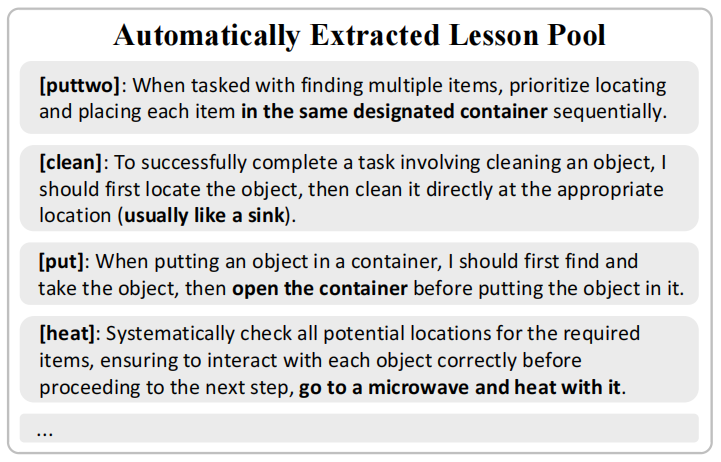 Automatically Extracted Lesson Pool
[puttwo]: When tasked with finding multiple items, prioritize locating
and placing each item in the same designated container sequentially.
[clean]: To successfully complete a task involving cleaning an object, I
should first locate the object, then clean it directly at the appropriate
location (usually like a sink).
[put]: When putting an object in a container, I should first find and
take the object, then open the container before putting the object in it.
[heat]: Systematically check all potential locations for the required
items, ensuring to interact with each object correctly before
proceeding to the next step, go to a microwave and heat with it.
...